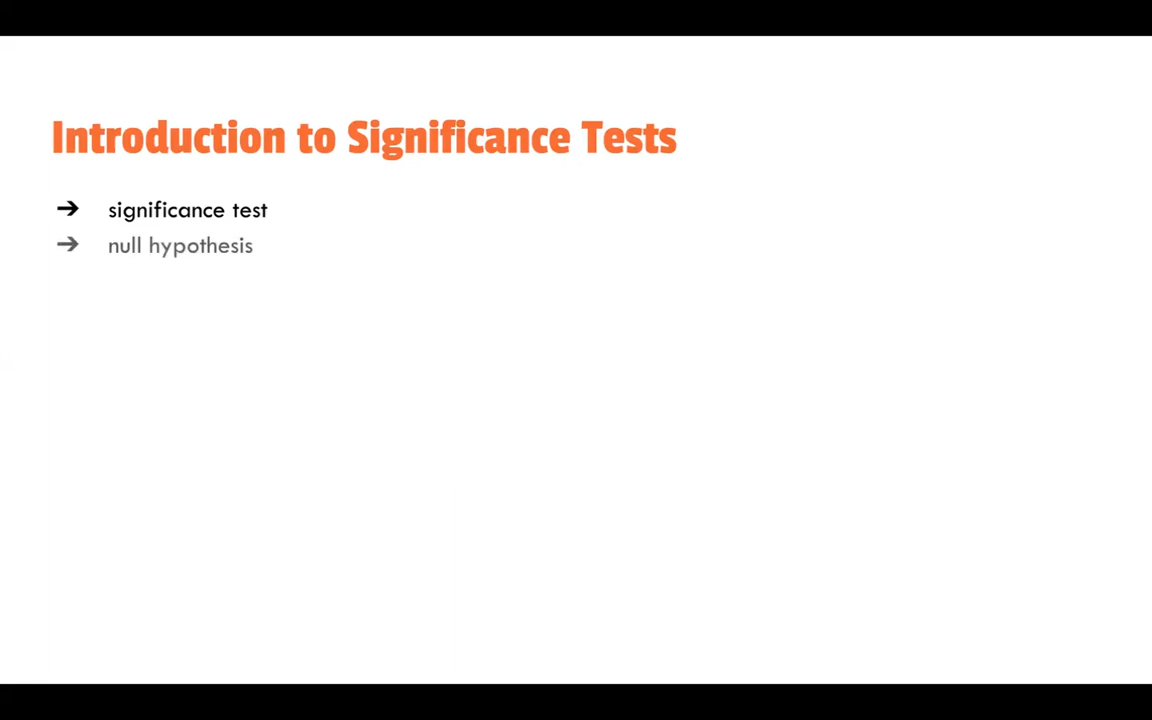 Introduction to Significance Tests
➔ significance test
➔ null hypothesis